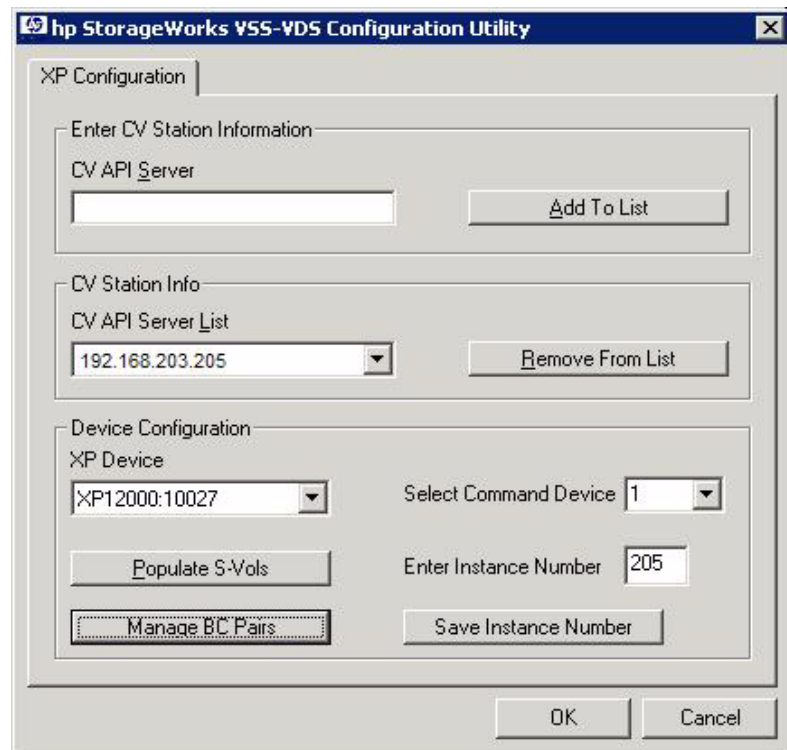 hp StorageWorks VSS-VDS Configuration Utility
XP Configuration
Enter CV Station Information
CV API Server
Add To List
CV Station Info
CV API Server List
192.168.203.205
Remove From List
Device Configuration
XP Device
XP12000:10027
Select Command Device 1
Populate S-Vols
Enter Instance Number 205
Manage BC Pairs
Save Instance Number
OK
Cancel